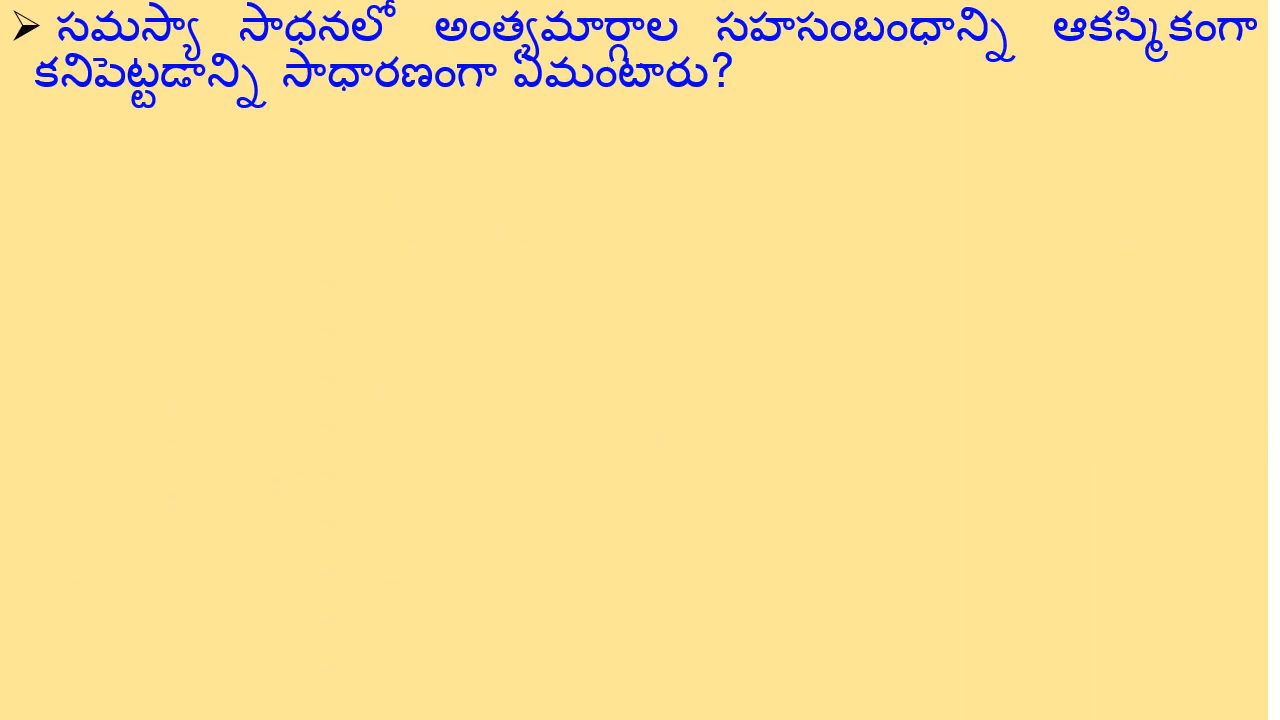 ➢ సమస్యా సాధనలో అంత్యమార్గాల సహసంబంధాన్ని ఆకస్మికంగా
కనిపెట్టడాన్ని సాధారణంగా ఏమంటారు?